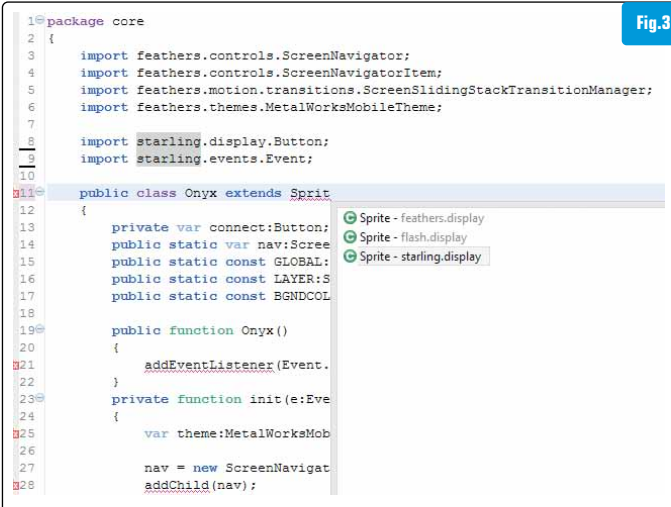 Fig.3
1 package core
2 {
3 import feathers.controls.ScreenNavigator;
4 import feathers.controls.ScreenNavigatorItem;
5 import feathers.motion.transitions.ScreenSlidingStackTransitionManager;
6 import feathers.themes.MetalWorksMobileTheme;
7
8 import starling.display.Button;
9 import starling.events.Event;
10
11 public class Onyx extends Sprit
12 {
13 private var connect:Button;
14 public static var nav:Scree
15 public static const GLOBAL:
16 public static const LAYER:S
17 public static const BGNDCOL
18
19 public function Onyx()
20 {
21 addEventListener(Event.
22 }
23 private function init(e:Eve
24 {
25 var theme:MetalWorksMob
26
27 nav = new ScreenNavigat
28 addChild(nav);
Sprite - feathers.display
Sprite - flash.display
Sprite - starling.display